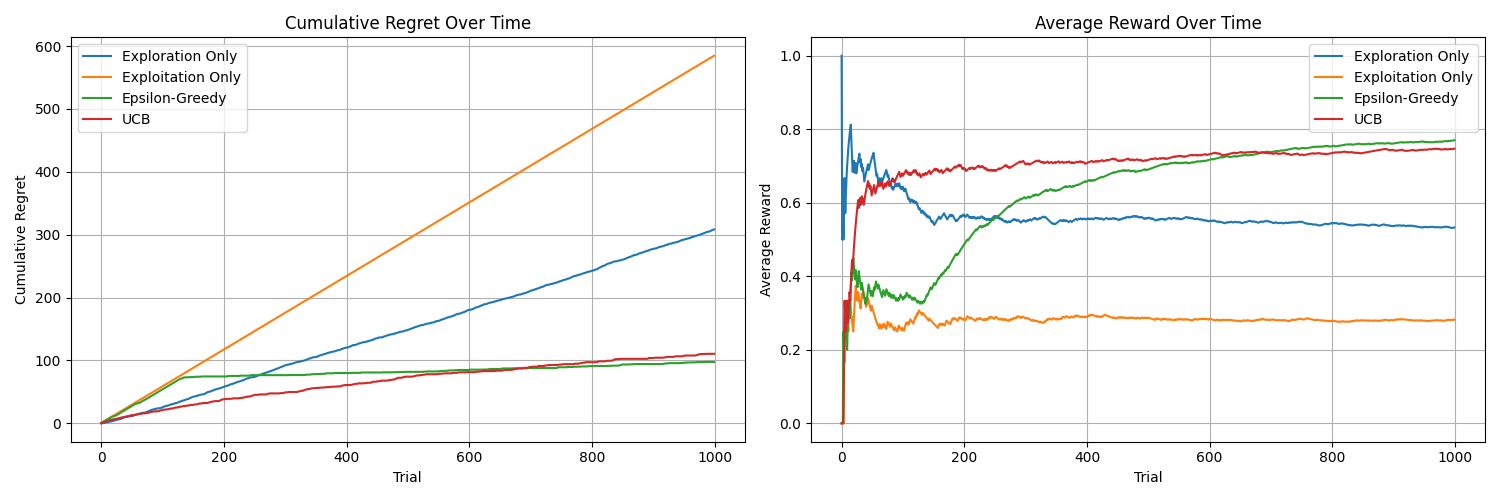 Cumulative Regret Over Time
Cumulative Regret
600
500
400
300
200
100
0
Exploration Only
Exploitation Only
Epsilon-Greedy
UCB
0 200 400 600 800 1000
Trial
Average Reward Over Time
Average Reward
1.0
0.8
0.6
0.4
0.2
0.0
Exploration Only
Exploitation Only
Epsilon-Greedy
UCB
0 200 400 600 800 1000
Trial